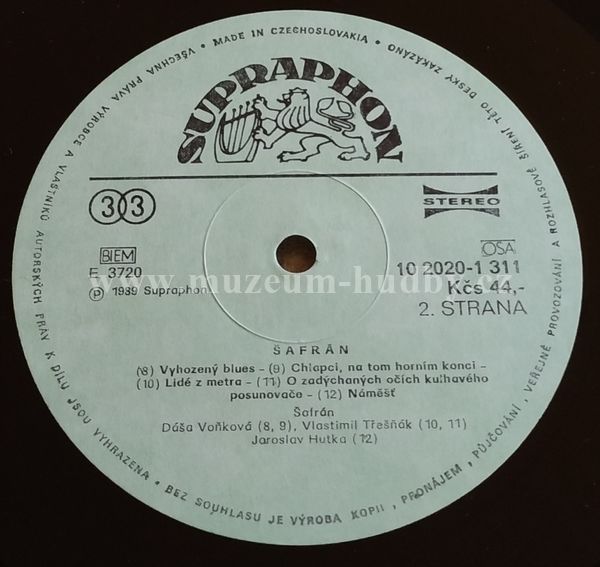 • MADE IN CZECHOSLOVAKIA • VŠECHNA PRÁVA VÝROBCE A VLASTNÍKŮ AUTORSKÝCH PRÁV K DÍLU JSOU VYHRAZENA • BEZ SOUHLASU JE VÝROBA KOPIÍ, PRONÁJEM, PŮJČOVÁNÍ, VEŘEJNÉ PROVOZOVÁNÍ A ROZHLASOVÉ ŠÍŘENÍ TÉTO DESKY ZAKÁZÁNO
SUPRAPHON
33
STEREO
BIEM
OSA
E 3720
10 2020-1 311
Ⓟ 1989 Supraphon
Kčs 44,-
2. STRANA
www.muzeum-hudby.cz
ŠAFRÁN
(8) Vyhozený blues - (9) Chlapci, na tom horním konci -
(10) Lidé z metra - (11) O zadýchaných očích kulhavého
posunovače - (12) Náměšť
Šafrán
Dáša Voňková (8, 9), Vlastimil Třešňák (10, 11)
Jaroslav Hutka (12)